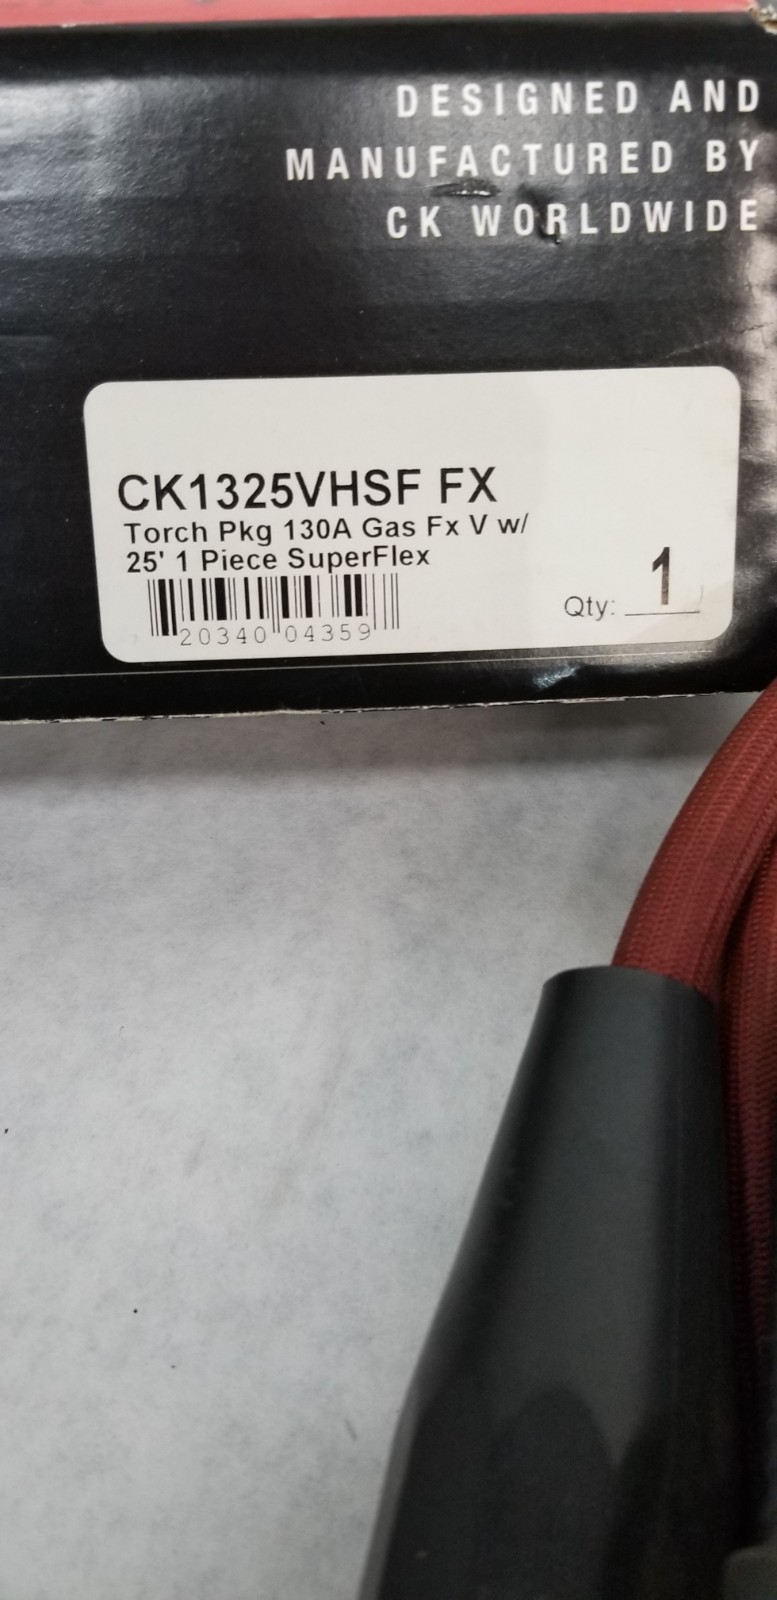 DESIGNED AND
MANUFACTURED BY
CK WORLDWIDE
CK1325VHSF FX
Torch Pkg 130A Gas Fx V w/
25' 1 Piece SuperFlex
20340 04359
Qty: 1